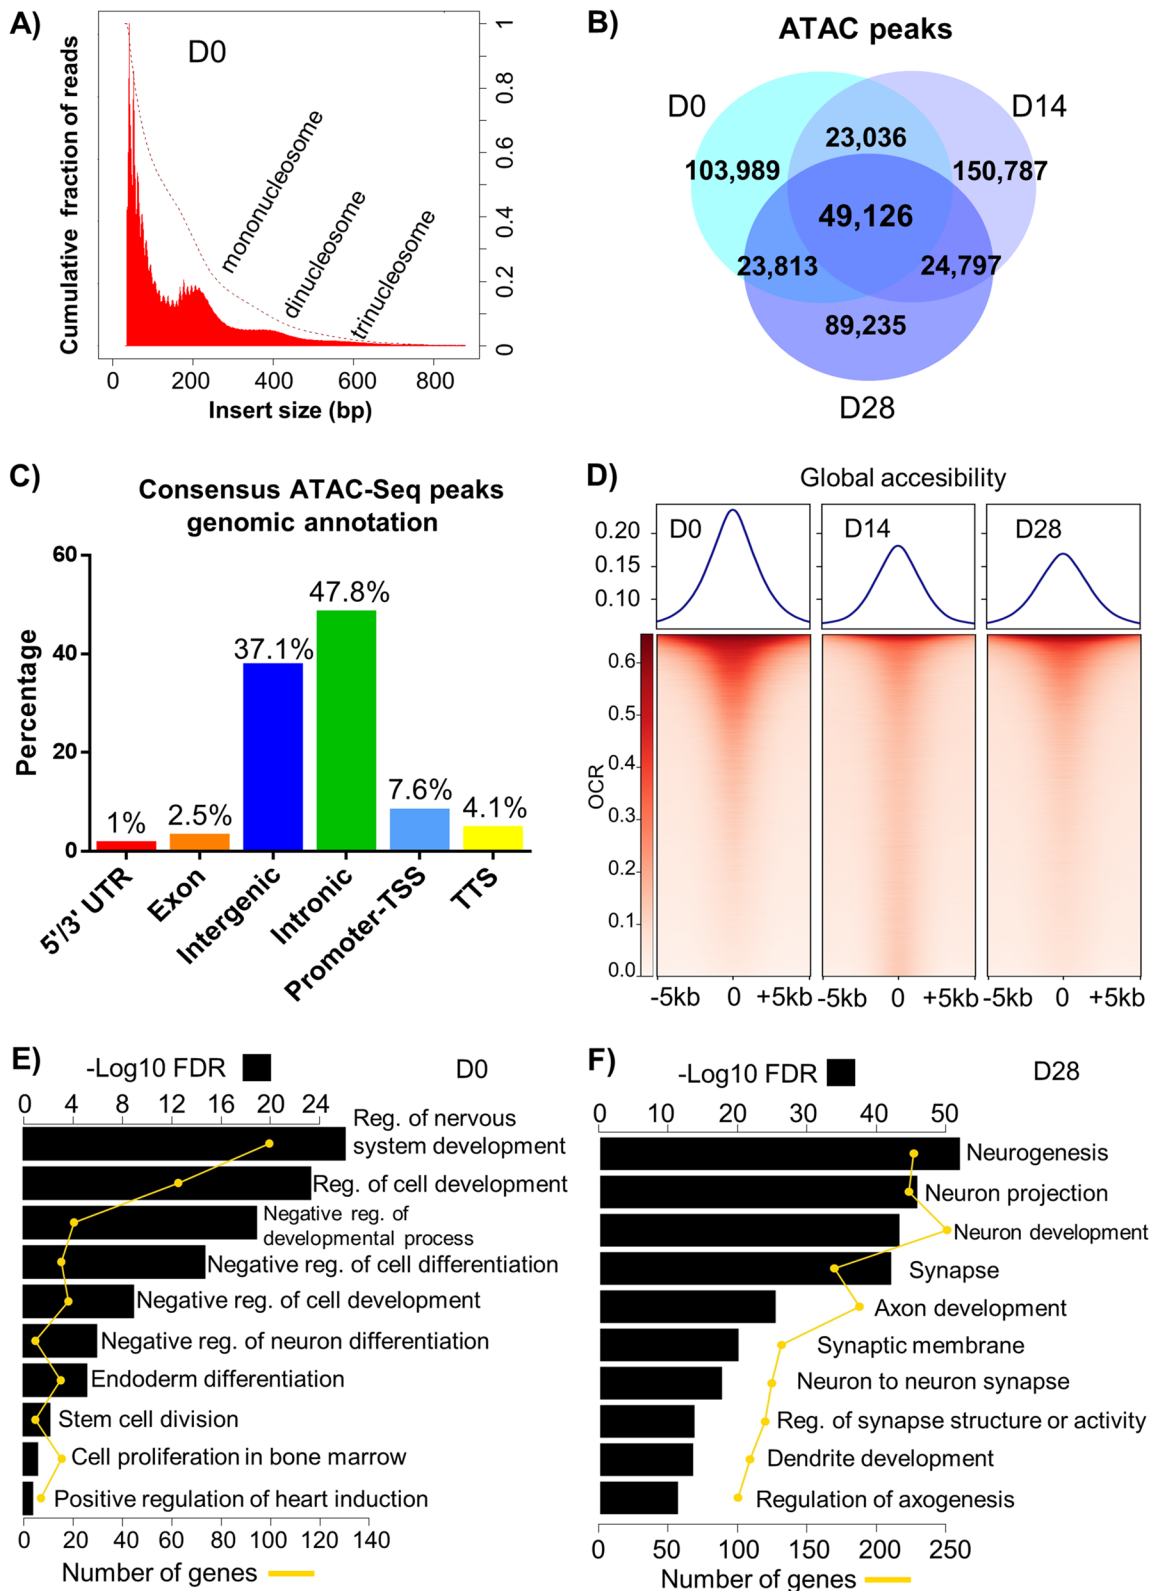 A)
D0
Cumulative fraction of reads
mononucleosome
dinucleosome
trinucleosome
1
0.8
0.6
0.4
0.2
0
0 200 400 600 800
Insert size (bp)
B)
ATAC peaks
D0
D14
23,036
103,989
150,787
49,126
23,813
24,797
89,235
D28
C)
Consensus ATAC-Seq peaks
genomic annotation
Percentage
60
40
20
0
1%
2.5%
37.1%
47.8%
7.6%
4.1%
5'/3' UTR
Exon
Intergenic
Intronic
Promoter-TSS
TTS
D)
Global accesibility
D0
D14
D28
0.20
0.15
0.10
OCR
0.6
0.5
0.4
0.3
0.2
0.1
0.0
-5kb 0 +5kb -5kb 0 +5kb -5kb 0 +5kb
E)
-Log10 FDR
D0
0 4 8 12 16 20 24
Reg. of nervous
system development
Reg. of cell development
Negative reg. of
developmental process
Negative reg. of cell differentiation
Negative reg. of cell development
Negative reg. of neuron differentiation
Endoderm differentiation
Stem cell division
Cell proliferation in bone marrow
Positive regulation of heart induction
0 20 40 60 80 100 120 140
Number of genes
F)
-Log10 FDR
D28
0 10 20 30 40 50
Neurogenesis
Neuron projection
Neuron development
Synapse
Axon development
Synaptic membrane
Neuron to neuron synapse
Reg. of synapse structure or activity
Dendrite development
Regulation of axogenesis
0 50 100 150 200 250
Number of genes